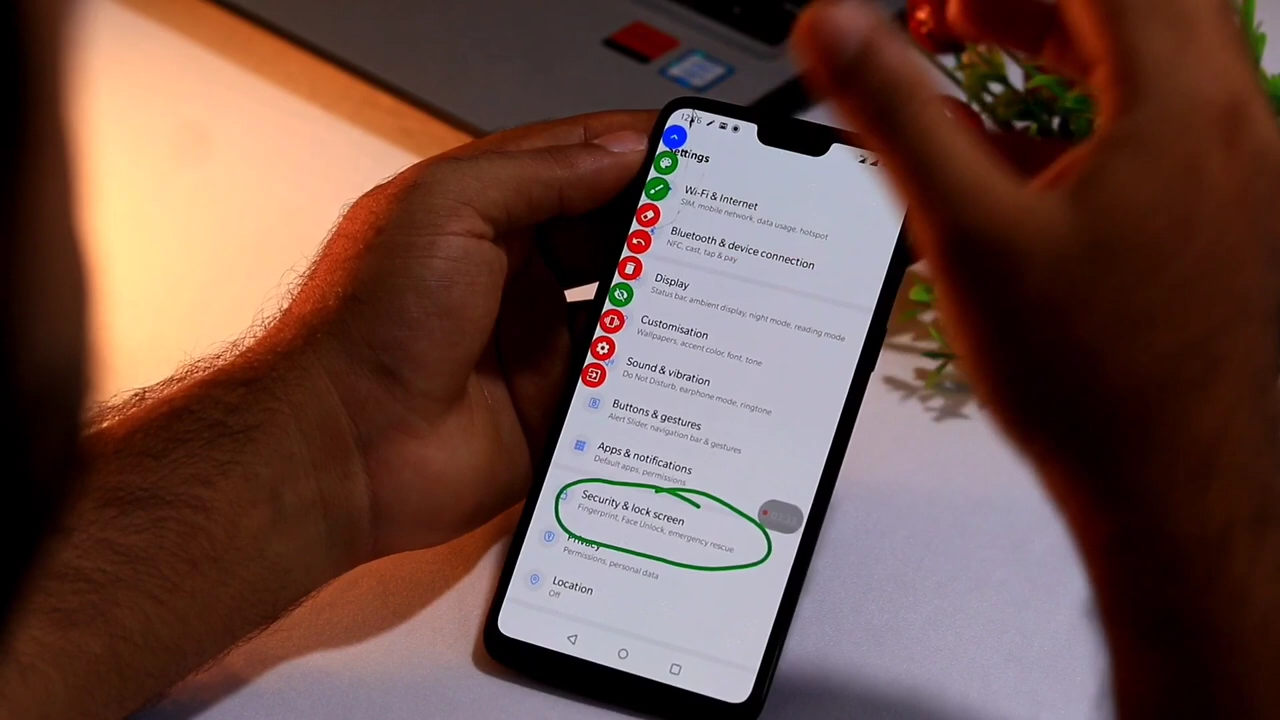 Settings
Wi-Fi & Internet
SIM, mobile network, data usage, hotspot
Bluetooth & device connection
NFC, cast, tap & pay
Display
Status bar, ambient display, night mode, reading mode
Customisation
Wallpapers, accent color, font, tone
Sound & vibration
Do Not Disturb, earphone mode, ringtone
Buttons & gestures
Alert Slider, navigation bar & gestures
Apps & notifications
Default apps, permissions
Security & lock screen
Fingerprint, Face Unlock, emergency rescue
Privacy
Permissions, personal data
Location
Off